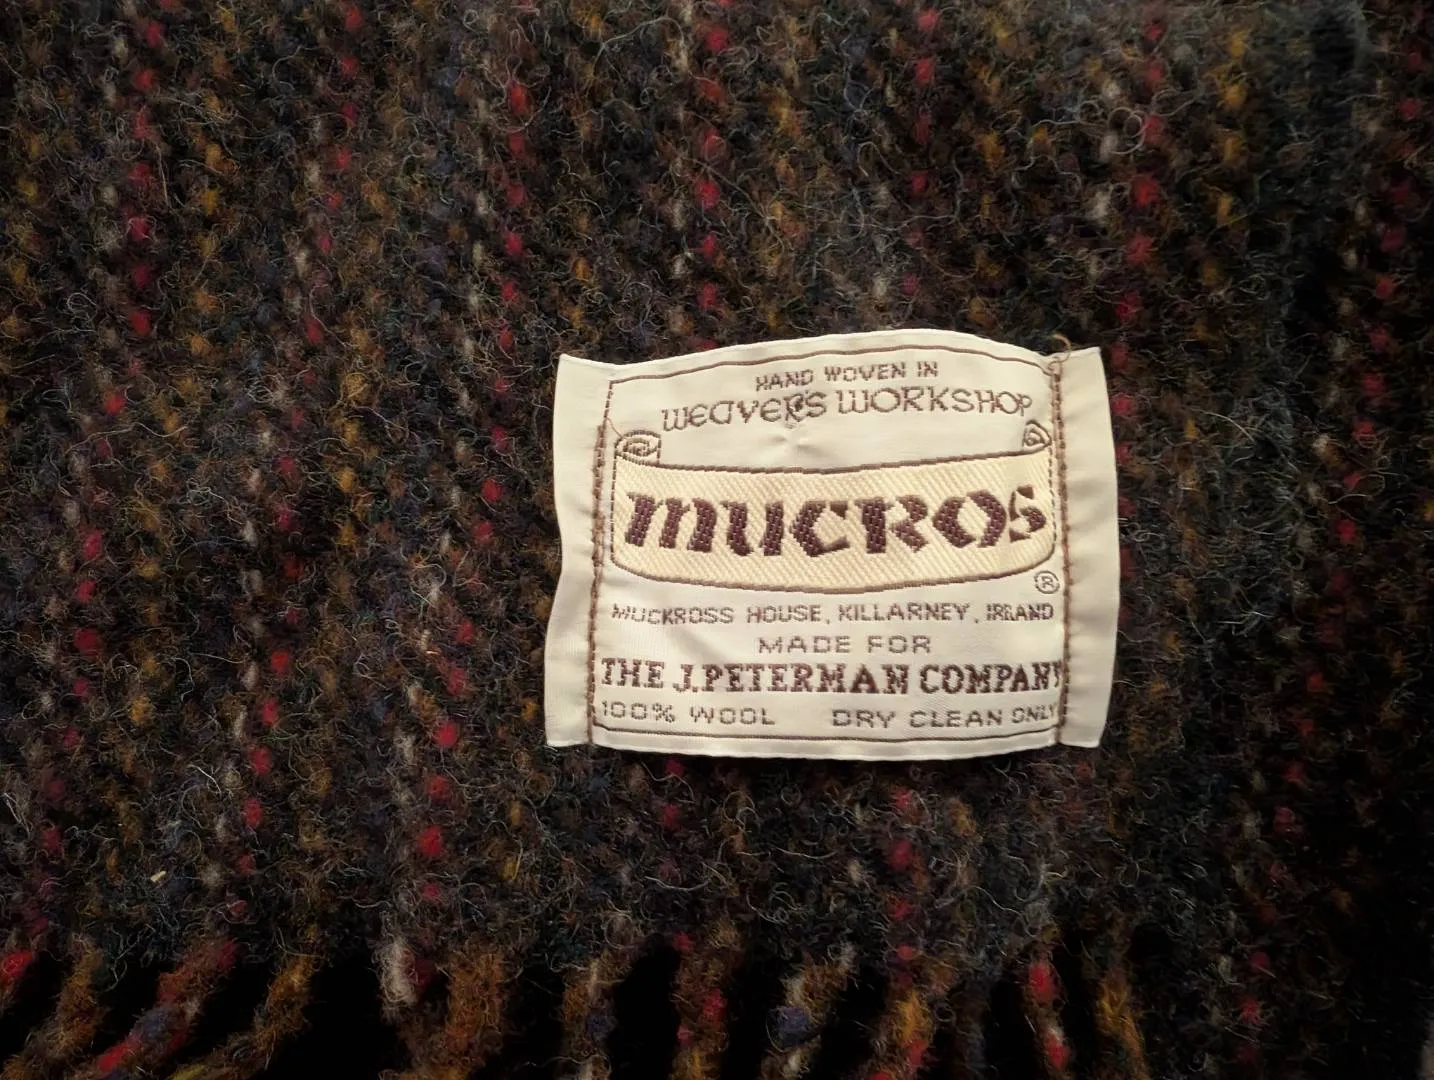 HAND WOVEN IN
WEAVER'S WORKSHOP
MUCROS
®
MUCKROSS HOUSE, KILLARNEY, IRELAND
MADE FOR
THE J. PETERMAN COMPANY
100% WOOL DRY CLEAN ONLY